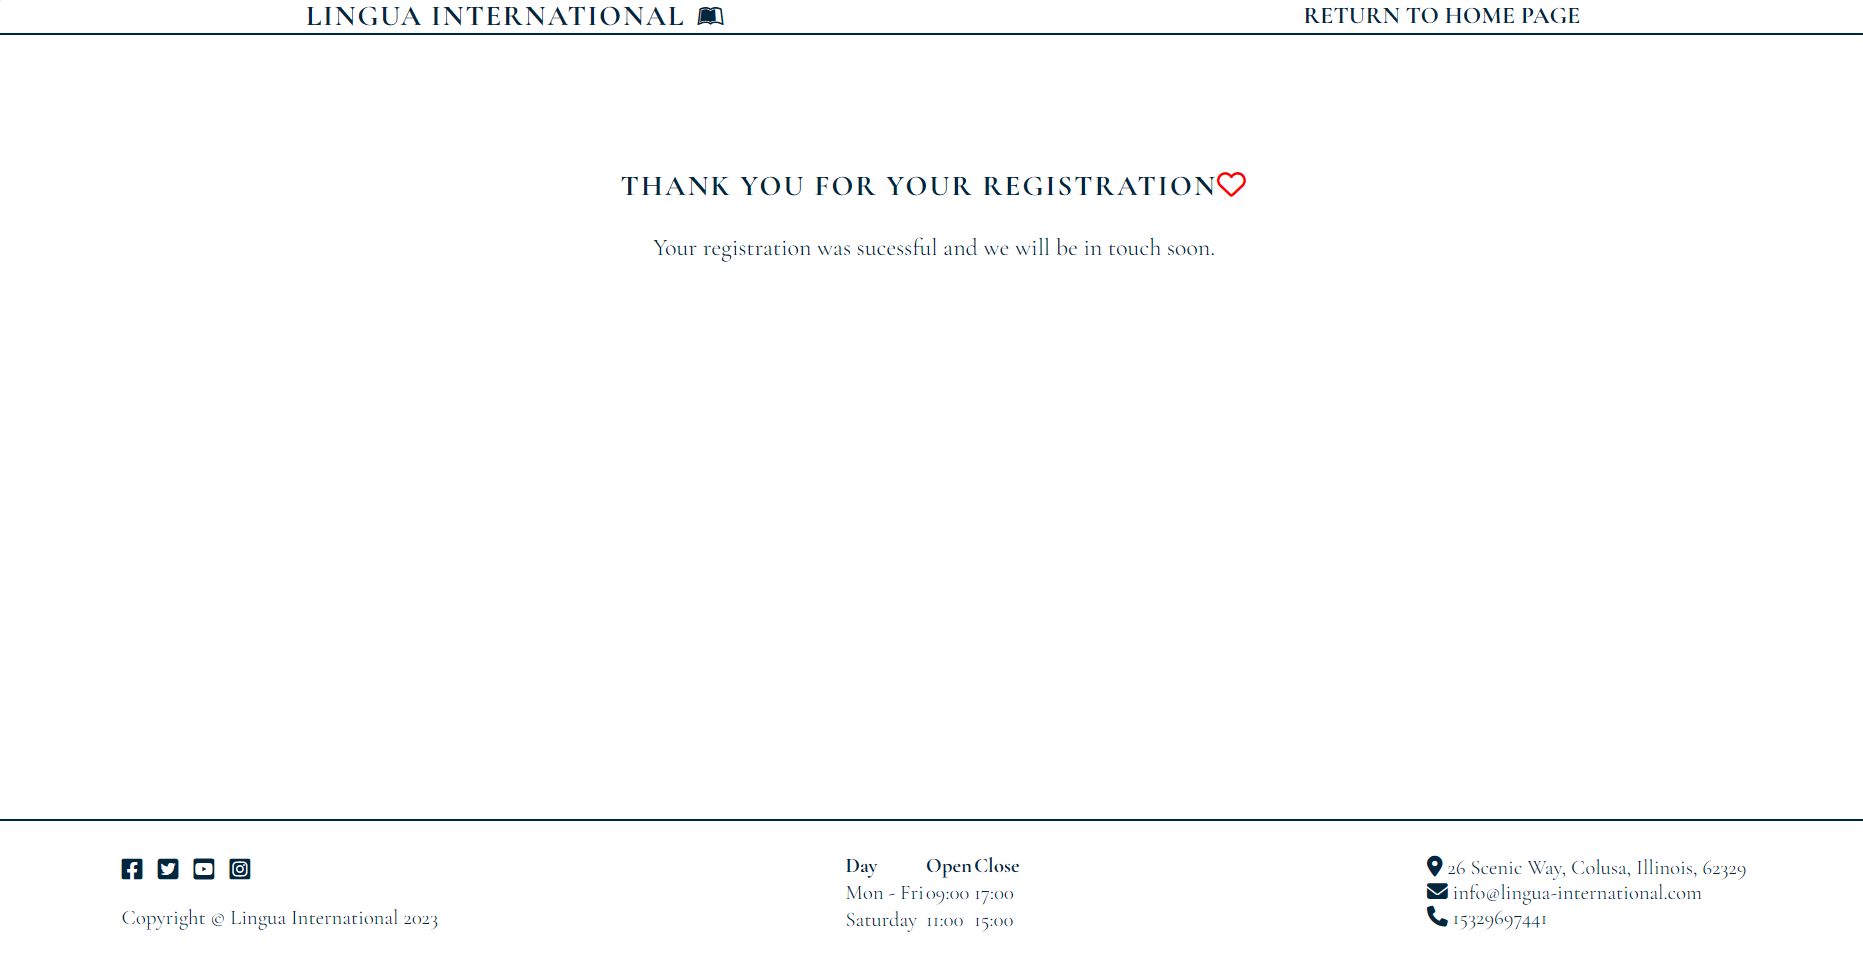 LINGUA INTERNATIONAL
RETURN TO HOME PAGE
THANK YOU FOR YOUR REGISTRATION
Your registration was sucessful and we will be in touch soon.
Copyright © Lingua International 2023
Day Open Close
Mon - Fri 09:00 17:00
Saturday 11:00 15:00
26 Scenic Way, Colusa, Illinois, 62329
info@lingua-international.com
15329697441